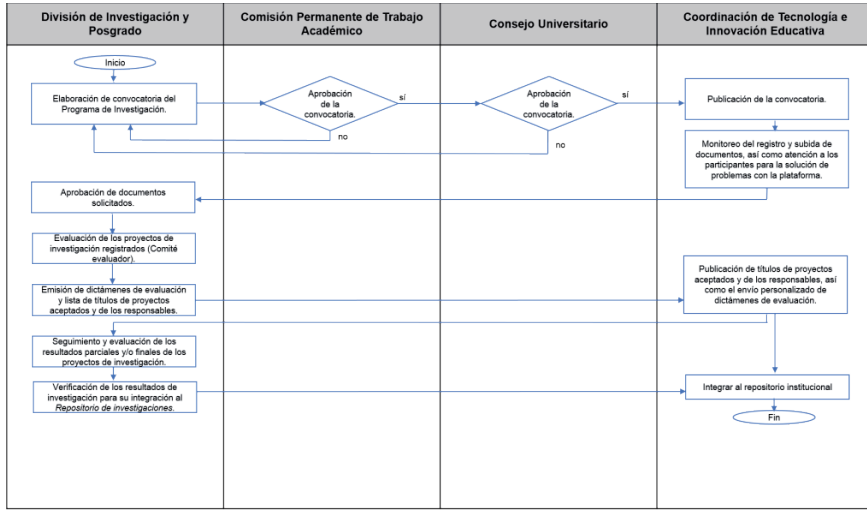 División de Investigación y
Posgrado
Comisión Permanente de Trabajo
Académico
Consejo Universitario
Coordinación de Tecnología e
Innovación Educativa
Inicio
Elaboración de convocatoria del
Programa de Investigación.
Aprobación
de la
convocatoria.
sí
no
Aprobación
de la
convocatoria.
sí
no
Publicación de la convocatoria.
Monitoreo del registro y subida de
documentos, así como atención a los
participantes para la solución de
problemas con la plataforma.
Aprobación de documentos
solicitados.
Evaluación de los proyectos de
investigación registrados (Comité
evaluador).
Emisión de dictámenes de evaluación
y lista de títulos de proyectos
aceptados y de los responsables.
Publicación de títulos de proyectos
aceptados y de los responsables, así
como el envío personalizado de
dictámenes de evaluación.
Seguimiento y evaluación de los
resultados parciales y/o finales de los
proyectos de investigación.
Verificación de los resultados de
investigación para su integración al
Repositorio de investigaciones.
Integrar al repositorio institucional
Fin